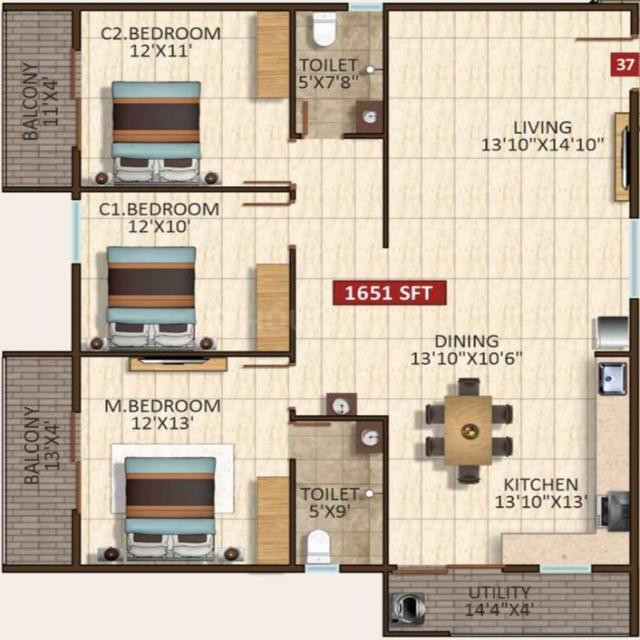 C2.BEDROOM
12'X11'
BALCONY
11'X4'
TOILET
5'X7'8"
37
LIVING
13'10"X14'10"
C1.BEDROOM
12'X10'
1651 SFT
DINING
13'10"X10'6"
M.BEDROOM
12'X13'
BALCONY
13'X4'
TOILET
5'X9'
KITCHEN
13'10"X13'
UTILITY
14'4"X4'